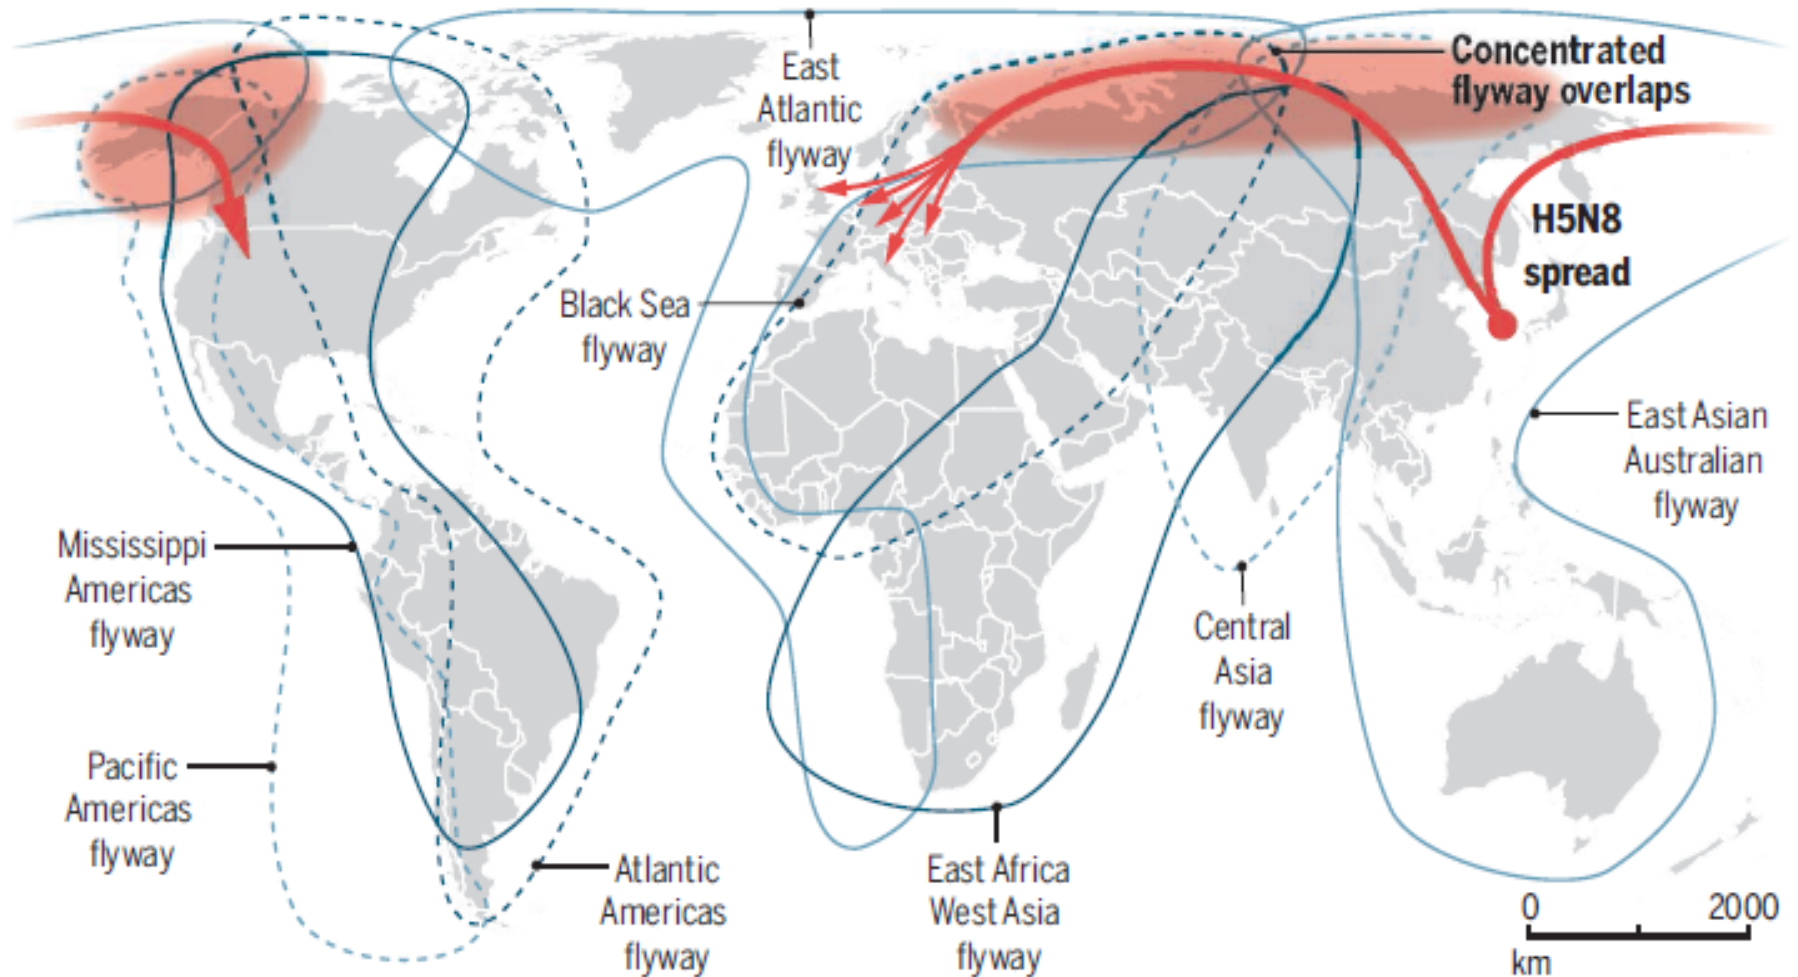 East
Atlantic
flyway
Concentrated
flyway overlaps
H5N8
spread
Black Sea
flyway
East Asian
Australian
flyway
Mississippi
Americas
flyway
Central
Asia
flyway
Pacific
Americas
flyway
Atlantic
Americas
flyway
East Africa
West Asia
flyway
0 2000
km